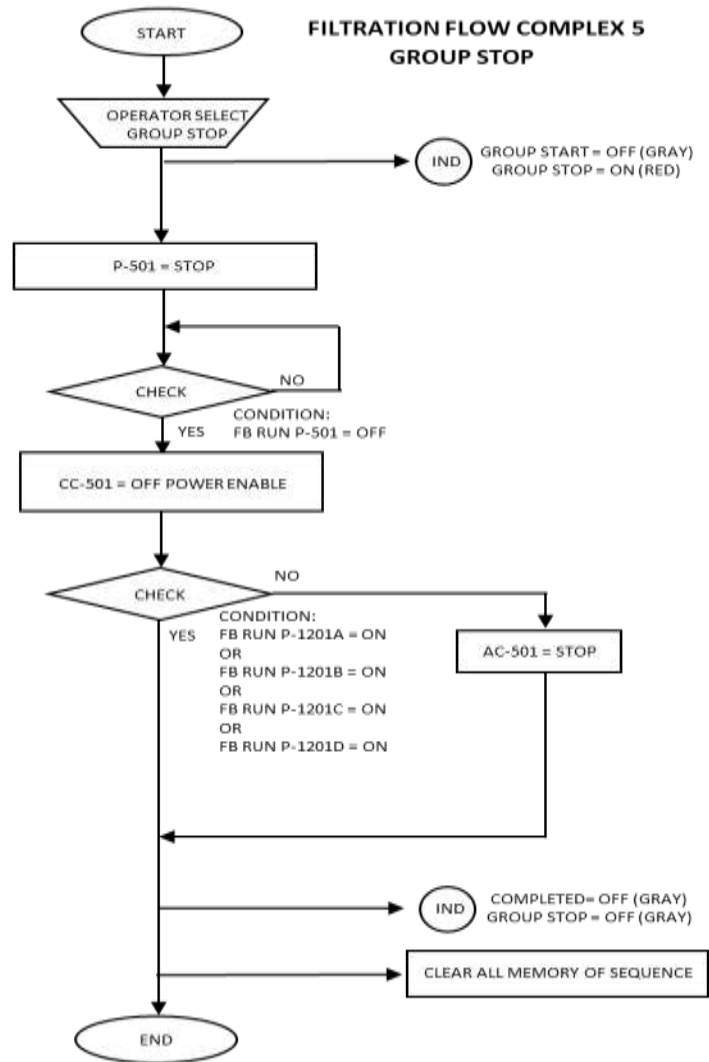 START
FILTRATION FLOW COMPLEX 5
GROUP STOP
OPERATOR SELECT
GROUP STOP
IND
GROUP START = OFF (GRAY)
GROUP STOP = ON (RED)
P-501 = STOP
CHECK
NO
CONDITION:
FB RUN P-501 = OFF
YES
CC-501 = OFF POWER ENABLE
CHECK
NO
YES
CONDITION:
FB RUN P-1201A = ON
OR
FB RUN P-1201B = ON
OR
FB RUN P-1201C = ON
OR
FB RUN P-1201D = ON
AC-501 = STOP
IND
COMPLETED= OFF (GRAY)
GROUP STOP = OFF (GRAY)
CLEAR ALL MEMORY OF SEQUENCE
END